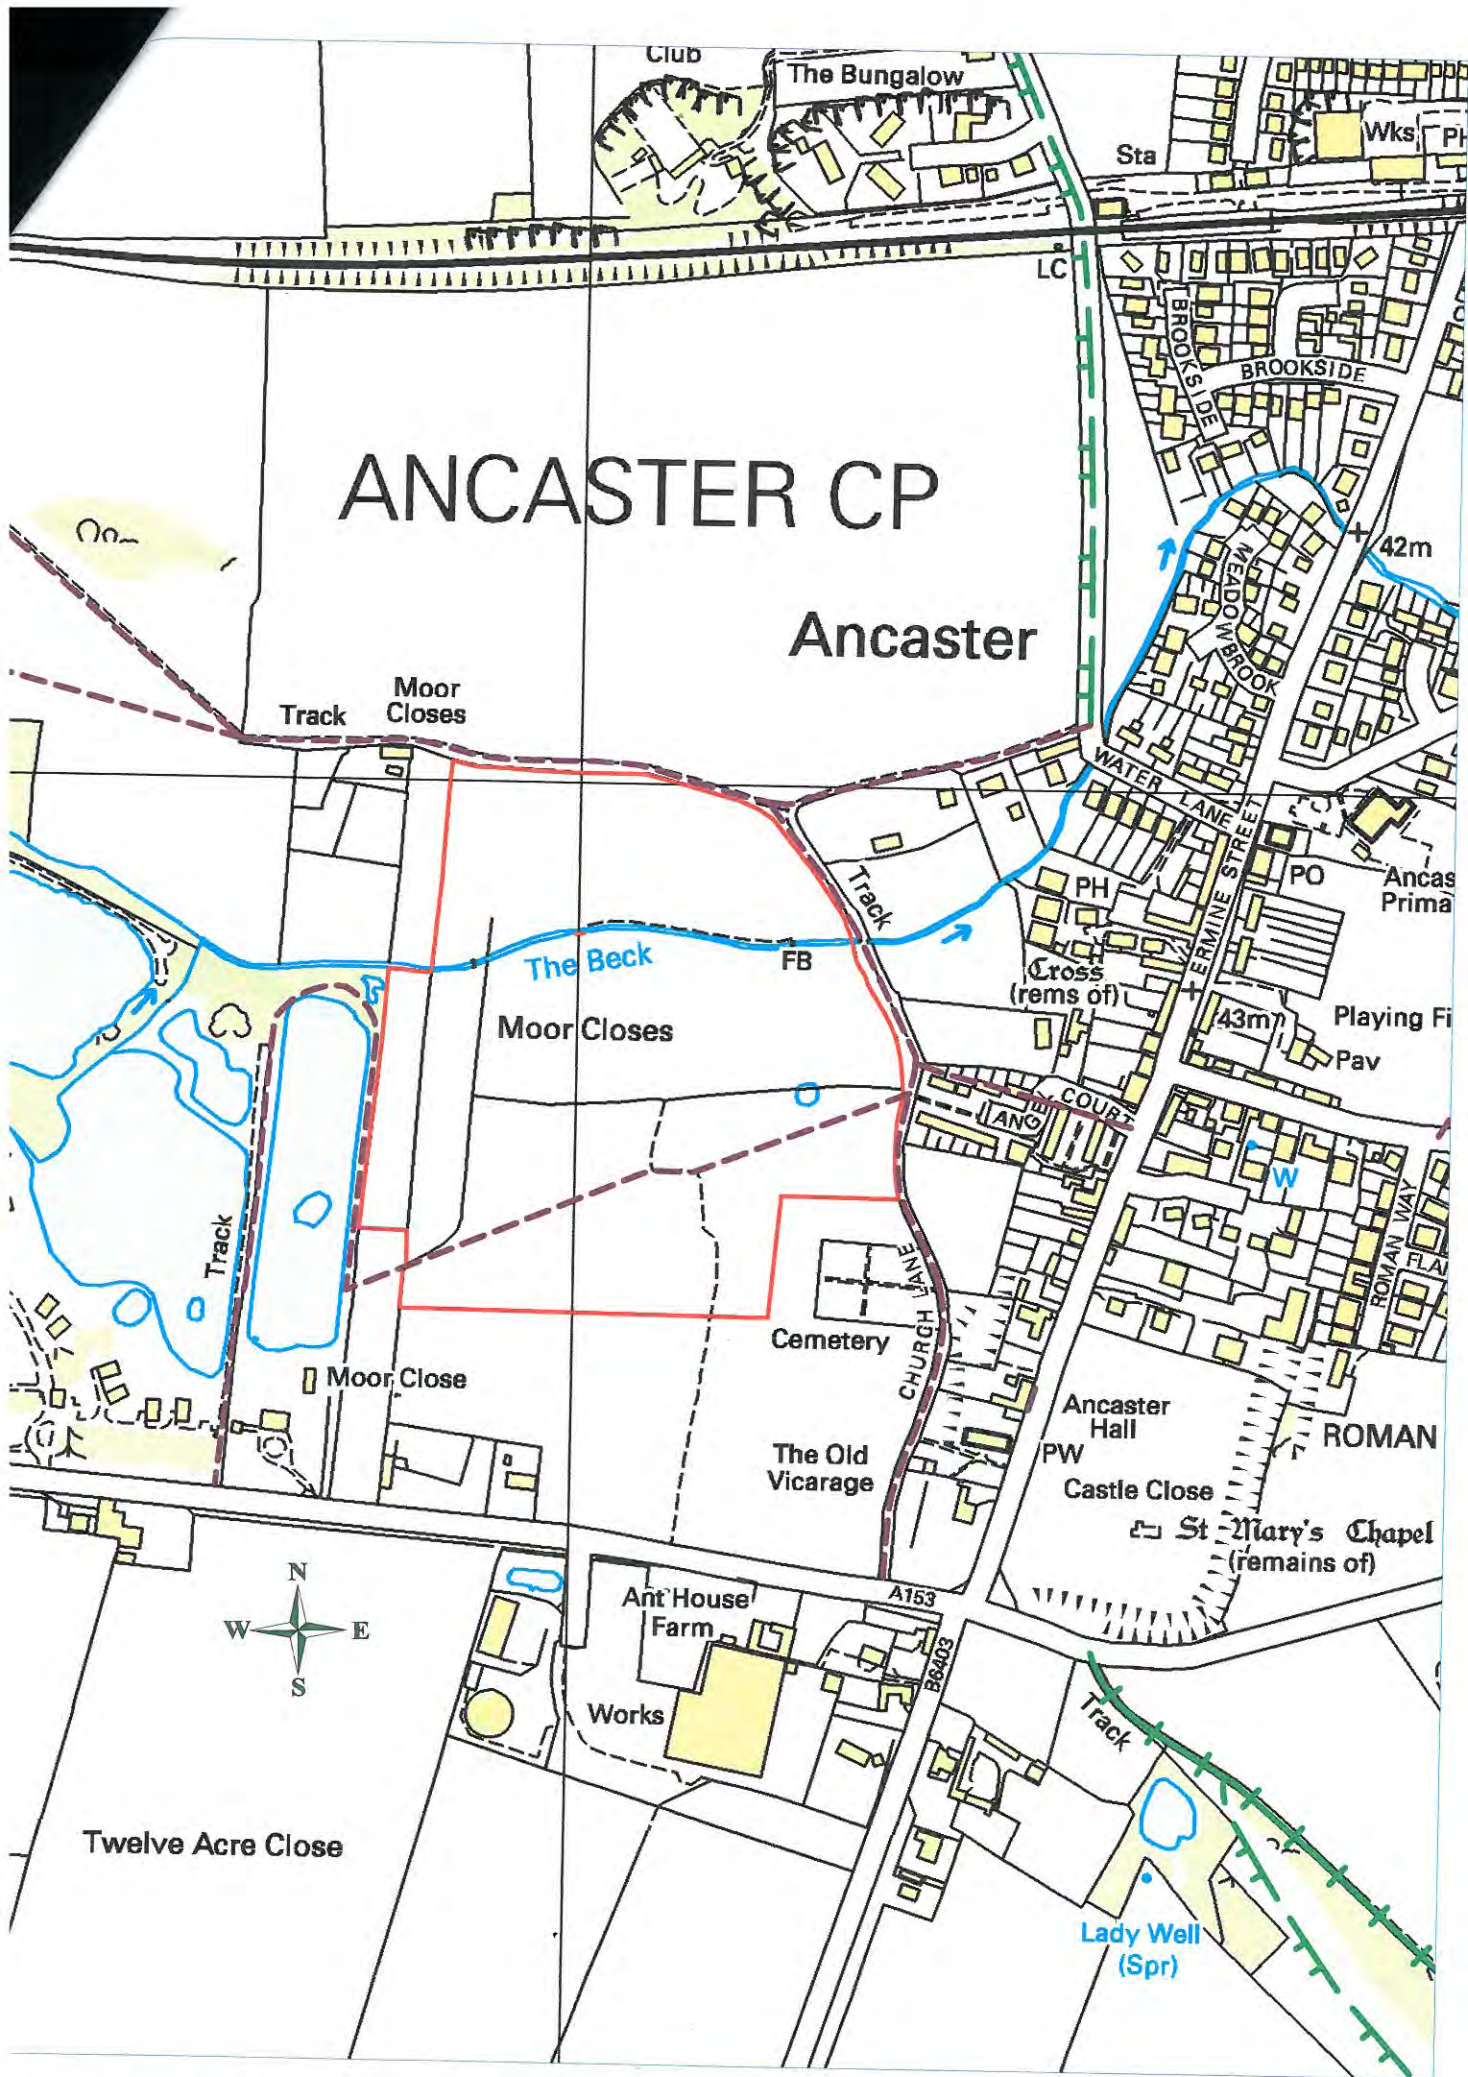 Club
The Bungalow
Sta
Wks
PH
LC
BROOKSIDE
BROOKSIDE
ANCASTER CP
42m
MEADOWBROOK
Ancaster
Moor
Closes
Track
WATER LANE
ERMINE STREET
PO
Ancas
Prima
PH
Track
The Beck
FB
Cross
(rems of)
43m
Playing Fi
Pav
Moor Closes
LANGE COURT
W
ROMAN WAY
FLA
Track
CHURCH LANE
Cemetery
Moor Close
Ancaster
Hall
ROMAN
PW
The Old
Vicarage
Castle Close
St Mary's Chapel
(remains of)
N
W
E
S
Ant House
Farm
A153
B6403
Works
Track
Twelve Acre Close
Lady Well
(Spr)